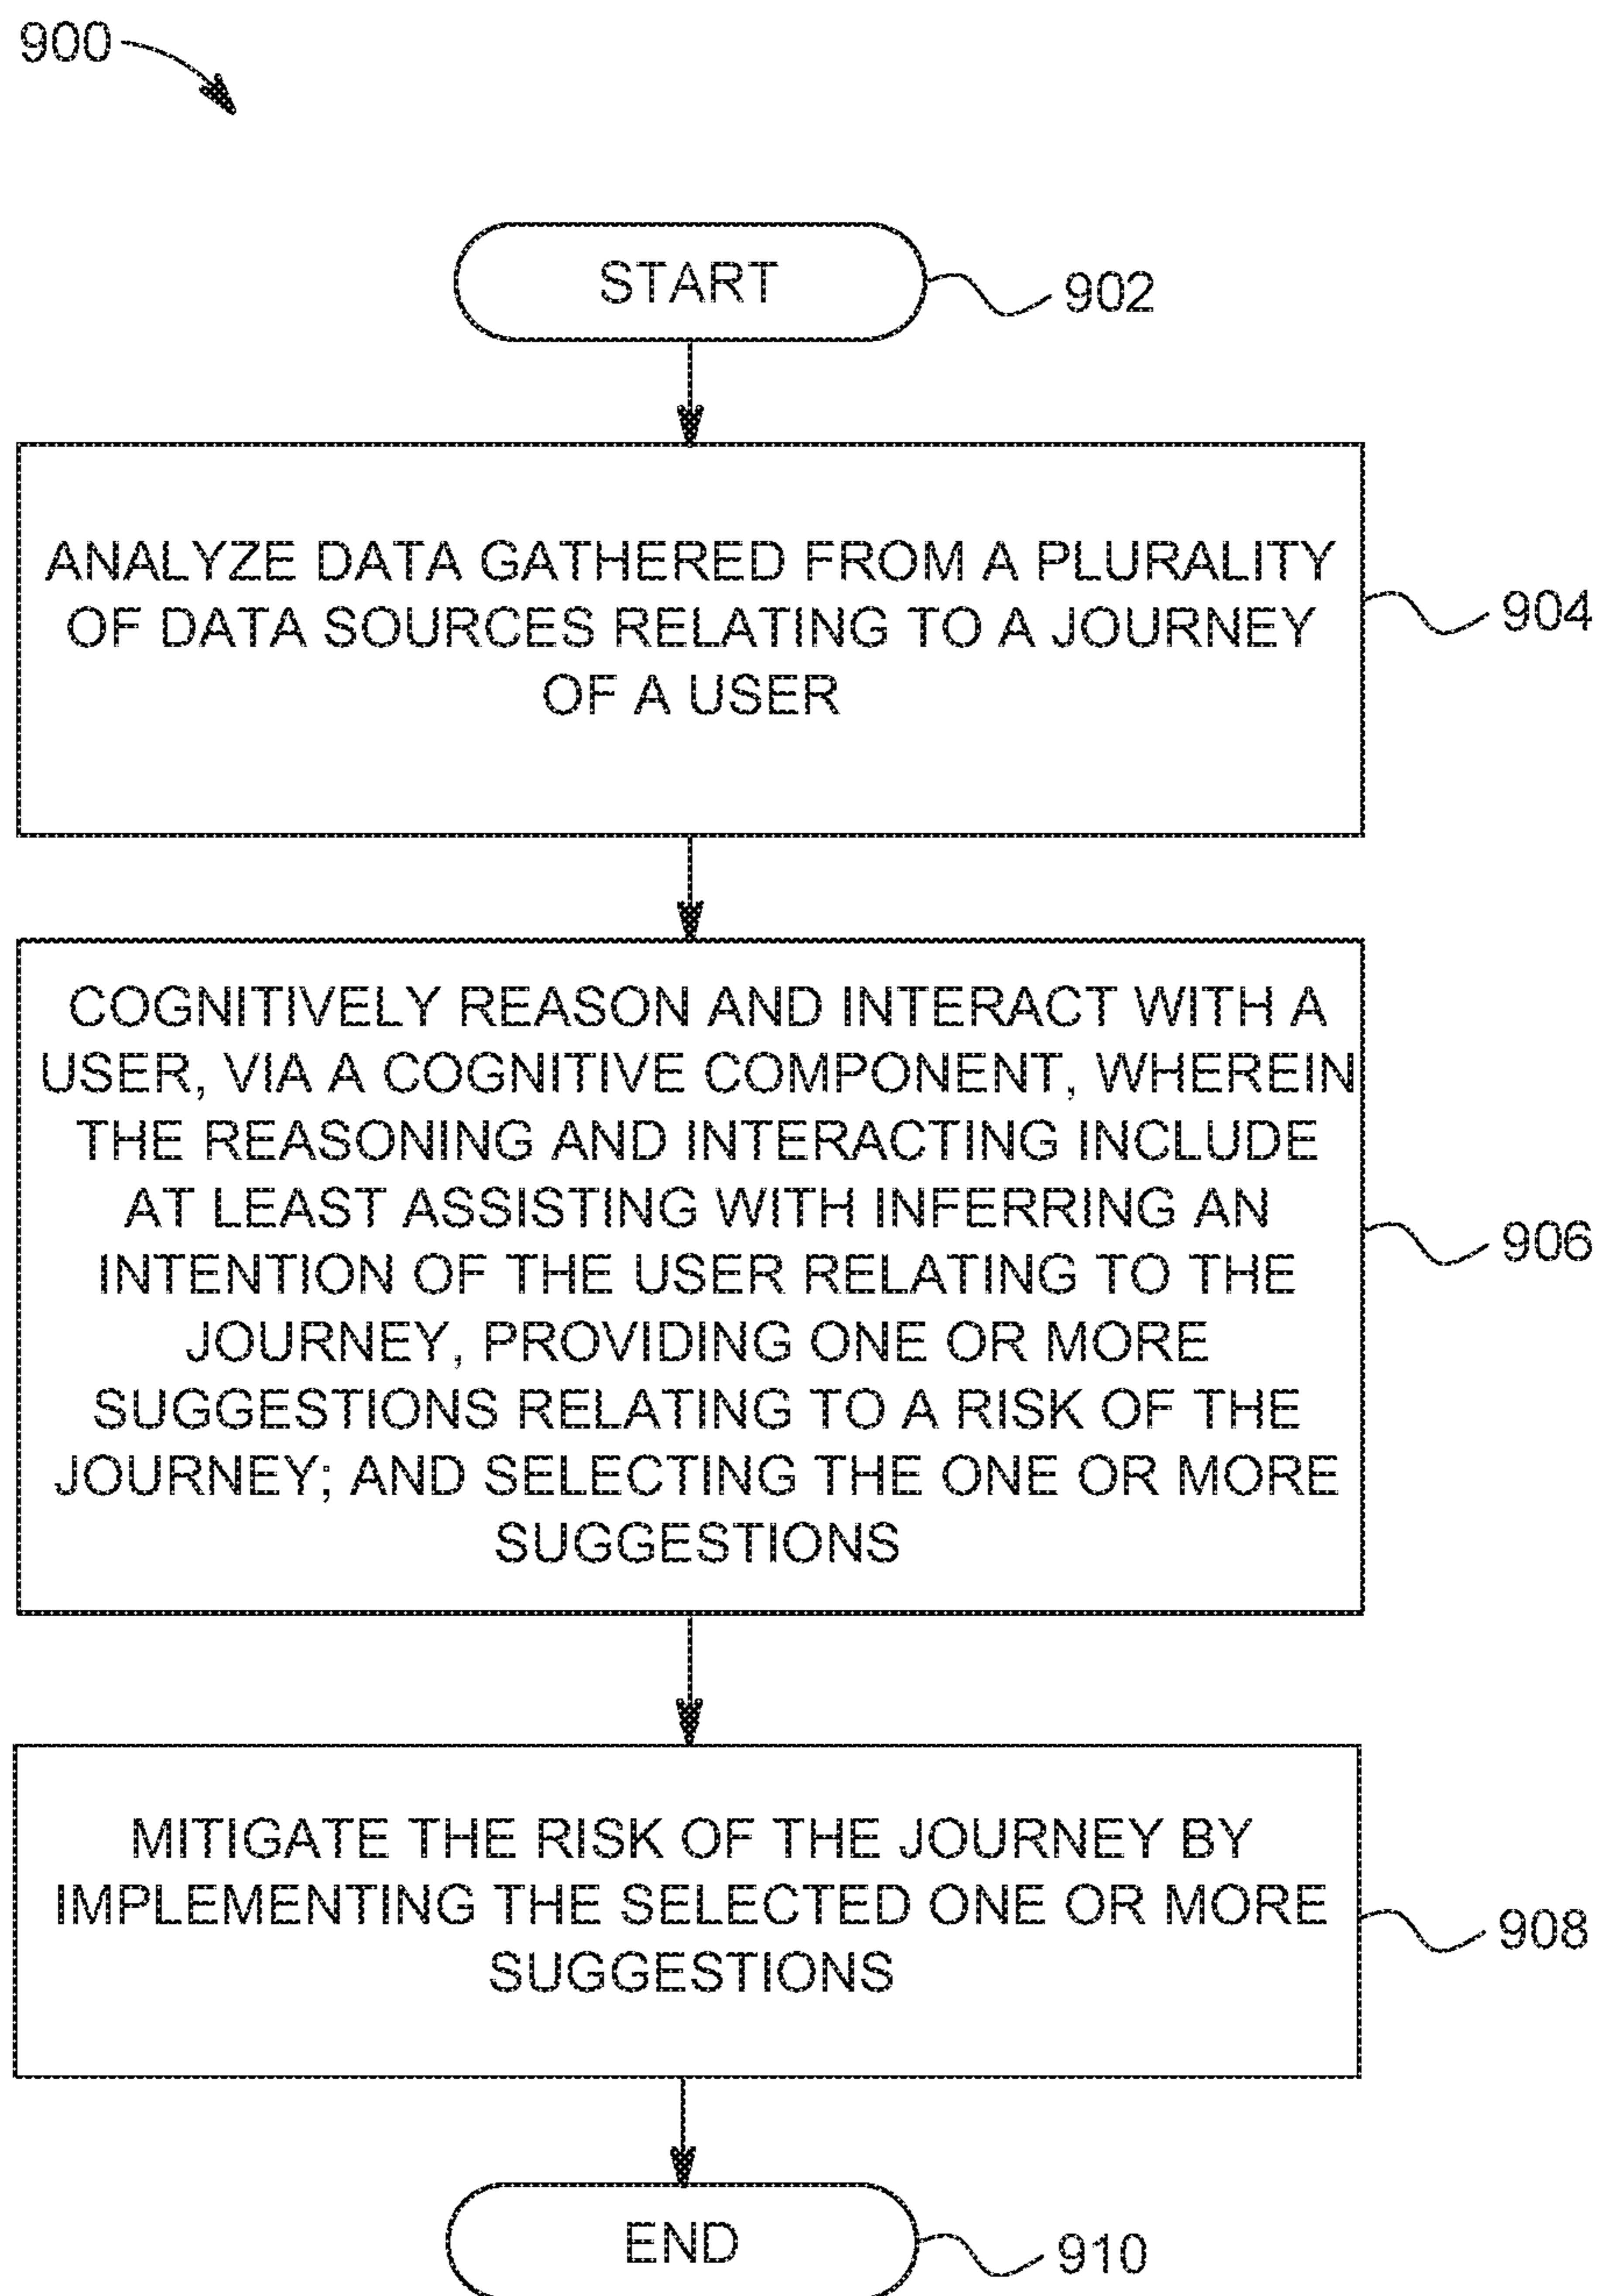 900
START
902
ANALYZE DATA GATHERED FROM A PLURALITY
OF DATA SOURCES RELATING TO A JOURNEY
OF A USER
904
COGNITIVELY REASON AND INTERACT WITH A
USER, VIA A COGNITIVE COMPONENT, WHEREIN
THE REASONING AND INTERACTING INCLUDE
AT LEAST ASSISTING WITH INFERRING AN
INTENTION OF THE USER RELATING TO THE
JOURNEY, PROVIDING ONE OR MORE
SUGGESTIONS RELATING TO A RISK OF THE
JOURNEY; AND SELECTING THE ONE OR MORE
SUGGESTIONS
906
MITIGATE THE RISK OF THE JOURNEY BY
IMPLEMENTING THE SELECTED ONE OR MORE
SUGGESTIONS
908
END
910